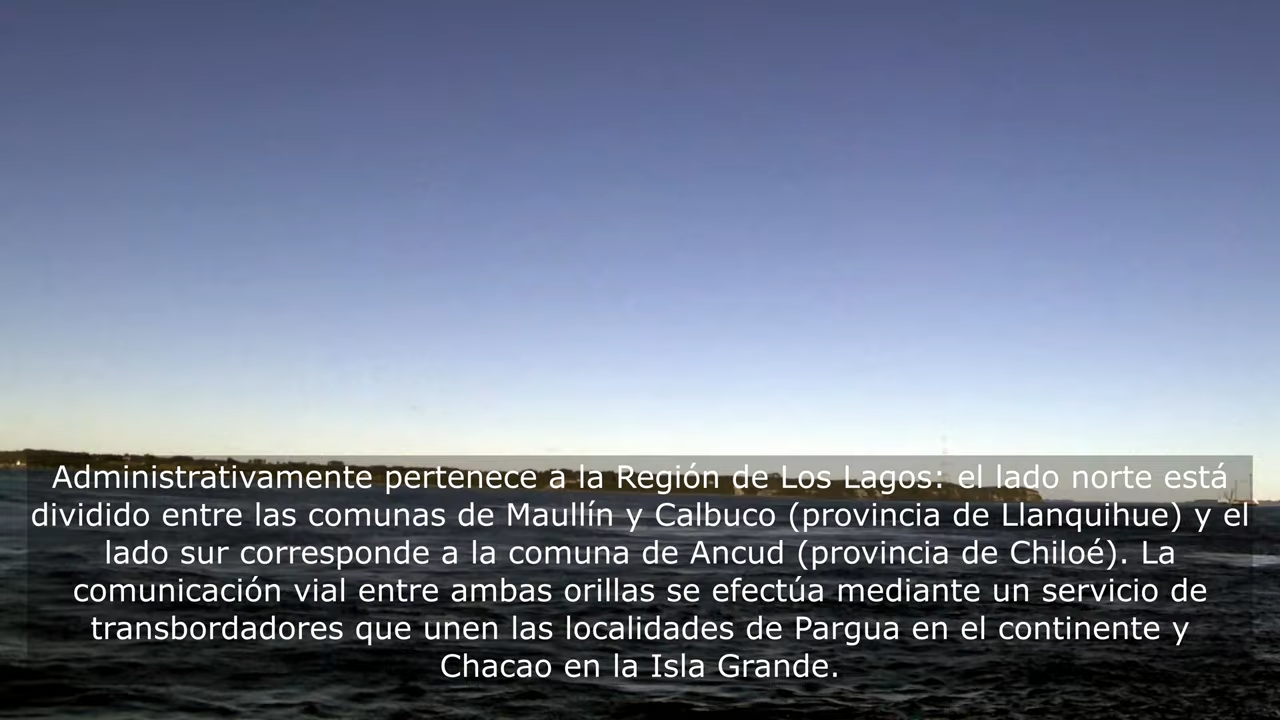 Administrativamente pertenece a la Región de Los Lagos: el lado norte está
dividido entre las comunas de Maullín y Calbuco (provincia de Llanquihue) y el
lado sur corresponde a la comuna de Ancud (provincia de Chiloé). La
comunicación vial entre ambas orillas se efectúa mediante un servicio de
transbordadores que unen las localidades de Pargua en el continente y
Chacao en la Isla Grande.